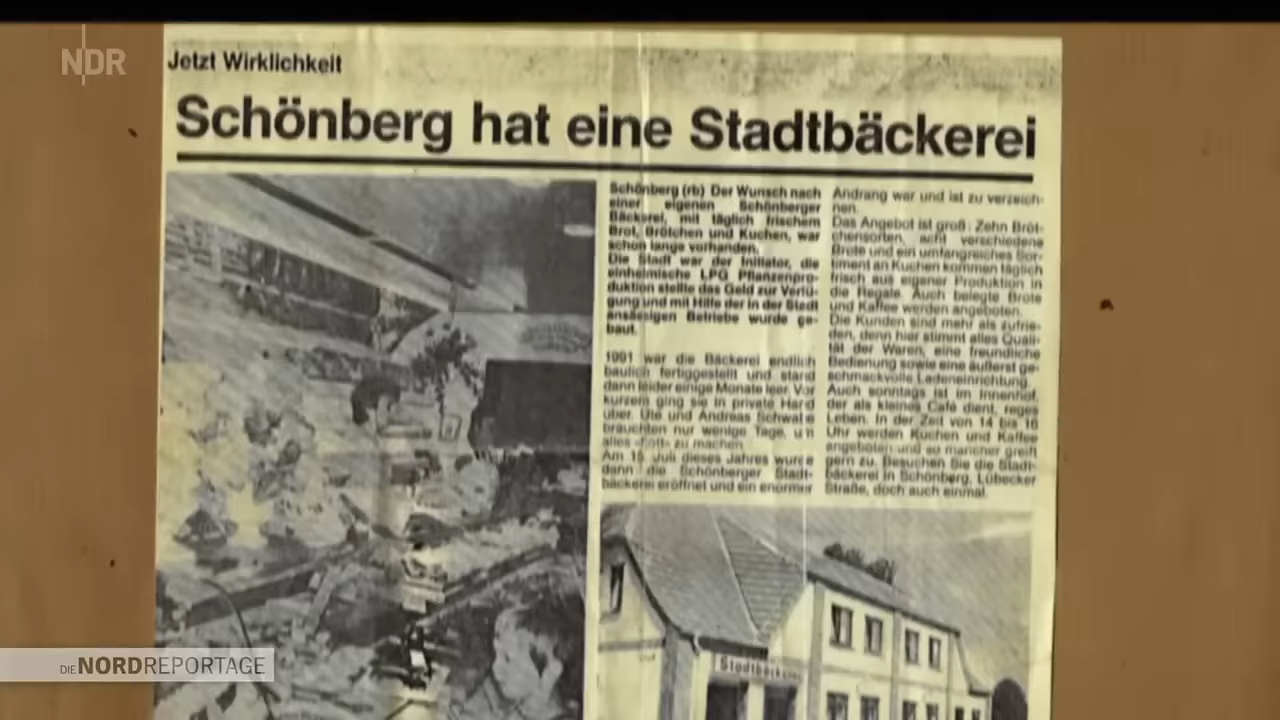 NDR
Jetzt Wirklichkeit
Schönberg hat eine Stadtbäckerei
Schönberg (rb) Der Wunsch nach
einer eigenen Schönberger
Bäckerei, mit täglich frischem
Brot, Brötchen und Kuchen, war
schon lange vorhanden.
Die Stadt war der Initiator, die
einheimische LPG Pflanzenpro-
duktion stellte das Geld zur Verfü-
gung und mit Hilfe der in der Stadt
ansässigen Betriebe wurde ge-
baut.
1991 war die Bäckerei endlich
baulich fertiggestellt und stand
dann leider einige Monate leer. Vor
kurzem ging sie in private Hand
über. Ute und Andreas Schwabe
brauchten nur wenige Tage, um
alles »flott« zu machen.
Am 15. Juli dieses Jahres wurde
dann die Schönberger Stadt-
bäckerei eröffnet und ein enormer
Andrang war und ist zu verzeich-
nen.
Das Angebot ist groß: Zehn Bröt-
chensorten, acht verschiedene
Brote und ein umfangreiches Sor-
timent an Kuchen kommen täglich
frisch aus eigener Produktion in
die Regale. Auch belegte Brote
und Kaffee werden angeboten.
Die Kunden sind mehr als zufrie-
den, denn hier stimmt alles Quali-
tät der Waren, eine freundliche
Bedienung sowie eine äußerst ge-
schmackvolle Ladeneinrichtung.
Auch sonntags ist im Innenhof,
der als kleines Café dient, reges
Leben. In der Zeit von 14 bis 16
Uhr werden Kuchen und Kaffee
angeboten und so mancher greift
gern zu. Besuchen Sie die Stadt-
bäckerei in Schönberg, Lübecker
Straße, doch auch einmal.
Stadtbäckerei
DIE NORDREPORTAGE